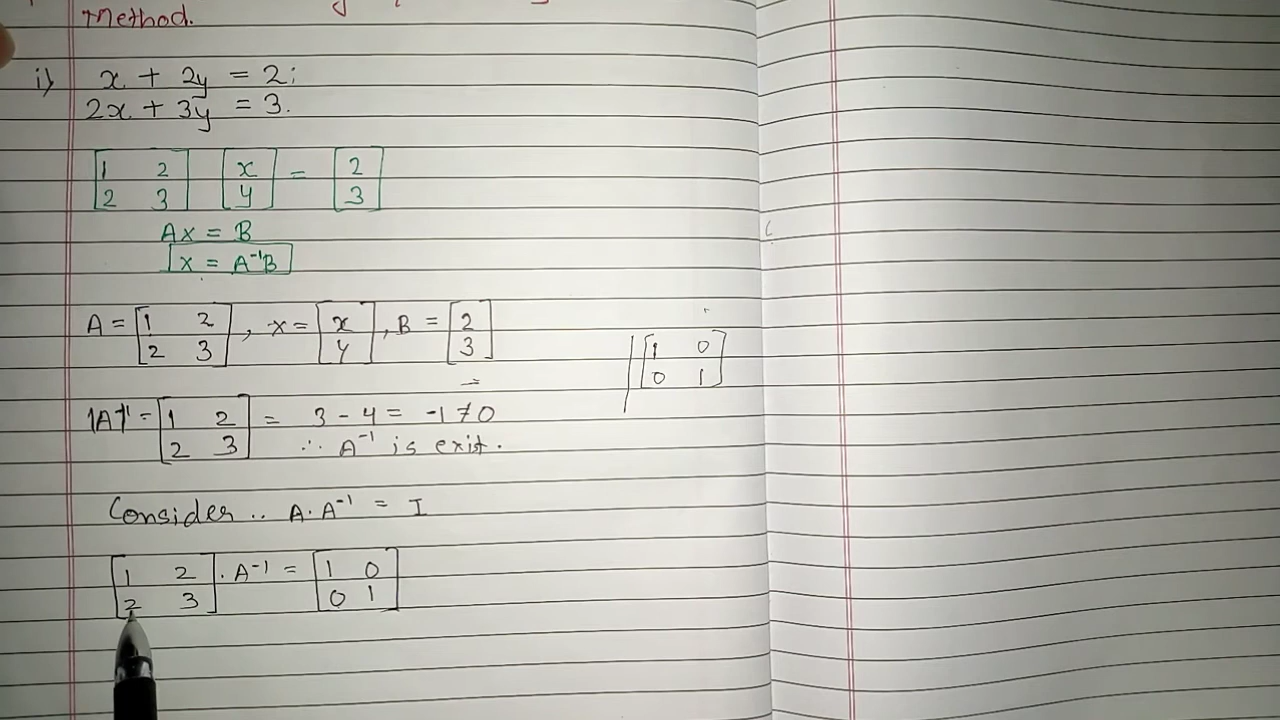 Method.
i) x + 2y = 2;
2x + 3y = 3.
[1 2] [x] = [2]
[2 3] [y] [3]
AX = B
X = A⁻¹B
A = [1 2], X = [x], B = [2]
[2 3] [y] [3]
[1 0]
[0 1]
|A| = [1 2] = 3 - 4 = -1 ≠ 0
[2 3] ∴ A⁻¹ is exist.
Consider .. A·A⁻¹ = I
[1 2] · A⁻¹ = [1 0]
[2 3] [0 1]